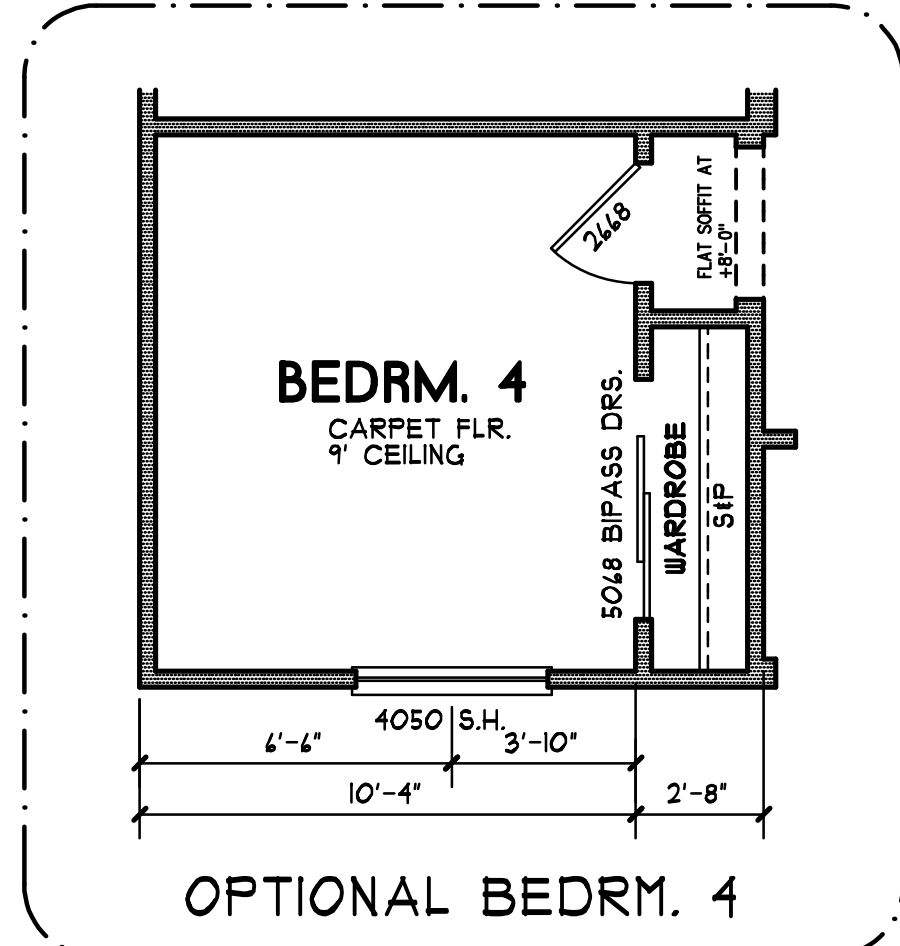 FLAT SOFFIT AT
+8'-0"
2668
BEDRM. 4
CARPET FLR.
9' CEILING
5068 BIPASS DRS.
WARDROBE
S&P
4050 S.H.
6'-6"
3'-10"
10'-4"
2'-8"
OPTIONAL BEDRM. 4